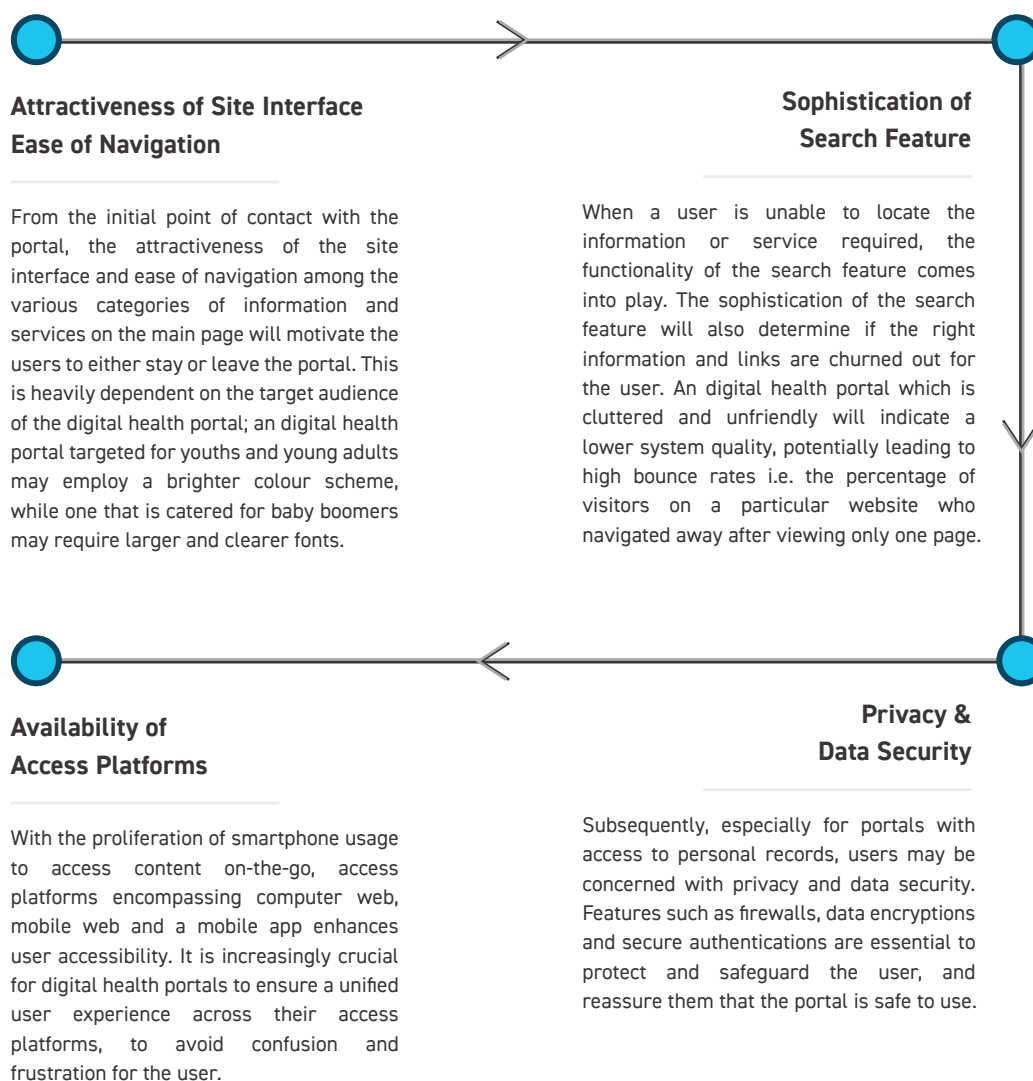 Attractiveness of Site Interface
Ease of Navigation
From the initial point of contact with the
portal, the attractiveness of the site
interface and ease of navigation among the
various categories of information and
services on the main page will motivate the
users to either stay or leave the portal. This
is heavily dependent on the target audience
of the digital health portal; an digital health
portal targeted for youths and young adults
may employ a brighter colour scheme,
while one that is catered for baby boomers
may require larger and clearer fonts.
Sophistication of
Search Feature
When a user is unable to locate the
information or service required, the
functionality of the search feature comes
into play. The sophistication of the search
feature will also determine if the right
information and links are churned out for
the user. An digital health portal which is
cluttered and unfriendly will indicate a
lower system quality, potentially leading to
high bounce rates i.e. the percentage of
visitors on a particular website who
navigated away after viewing only one page.
Privacy &
Data Security
Subsequently, especially for portals with
access to personal records, users may be
concerned with privacy and data security.
Features such as firewalls, data encryptions
and secure authentications are essential to
protect and safeguard the user, and
reassure them that the portal is safe to use.
Availability of
Access Platforms
With the proliferation of smartphone usage
to access content on-the-go, access
platforms encompassing computer web,
mobile web and a mobile app enhances
user accessibility. It is increasingly crucial
for digital health portals to ensure a unified
user experience across their access
platforms, to avoid confusion and
frustration for the user.